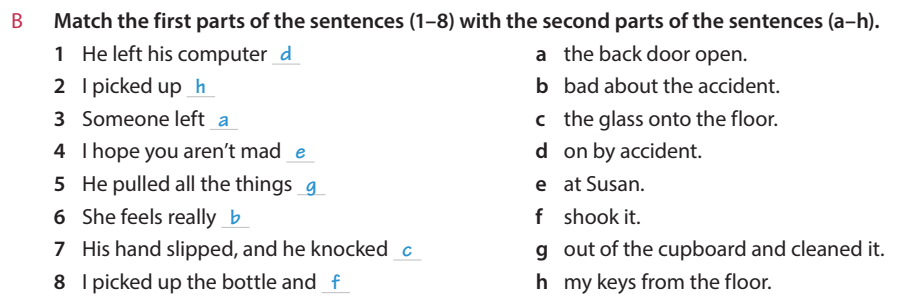 B Match the first parts of the sentences (1–8) with the second parts of the sentences (a–h).
1 He left his computer d
a the back door open.
2 I picked up h
b bad about the accident.
3 Someone left a
c the glass onto the floor.
4 I hope you aren't mad e
d on by accident.
5 He pulled all the things g
e at Susan.
6 She feels really b
f shook it.
7 His hand slipped, and he knocked c
g out of the cupboard and cleaned it.
8 I picked up the bottle and f
h my keys from the floor.